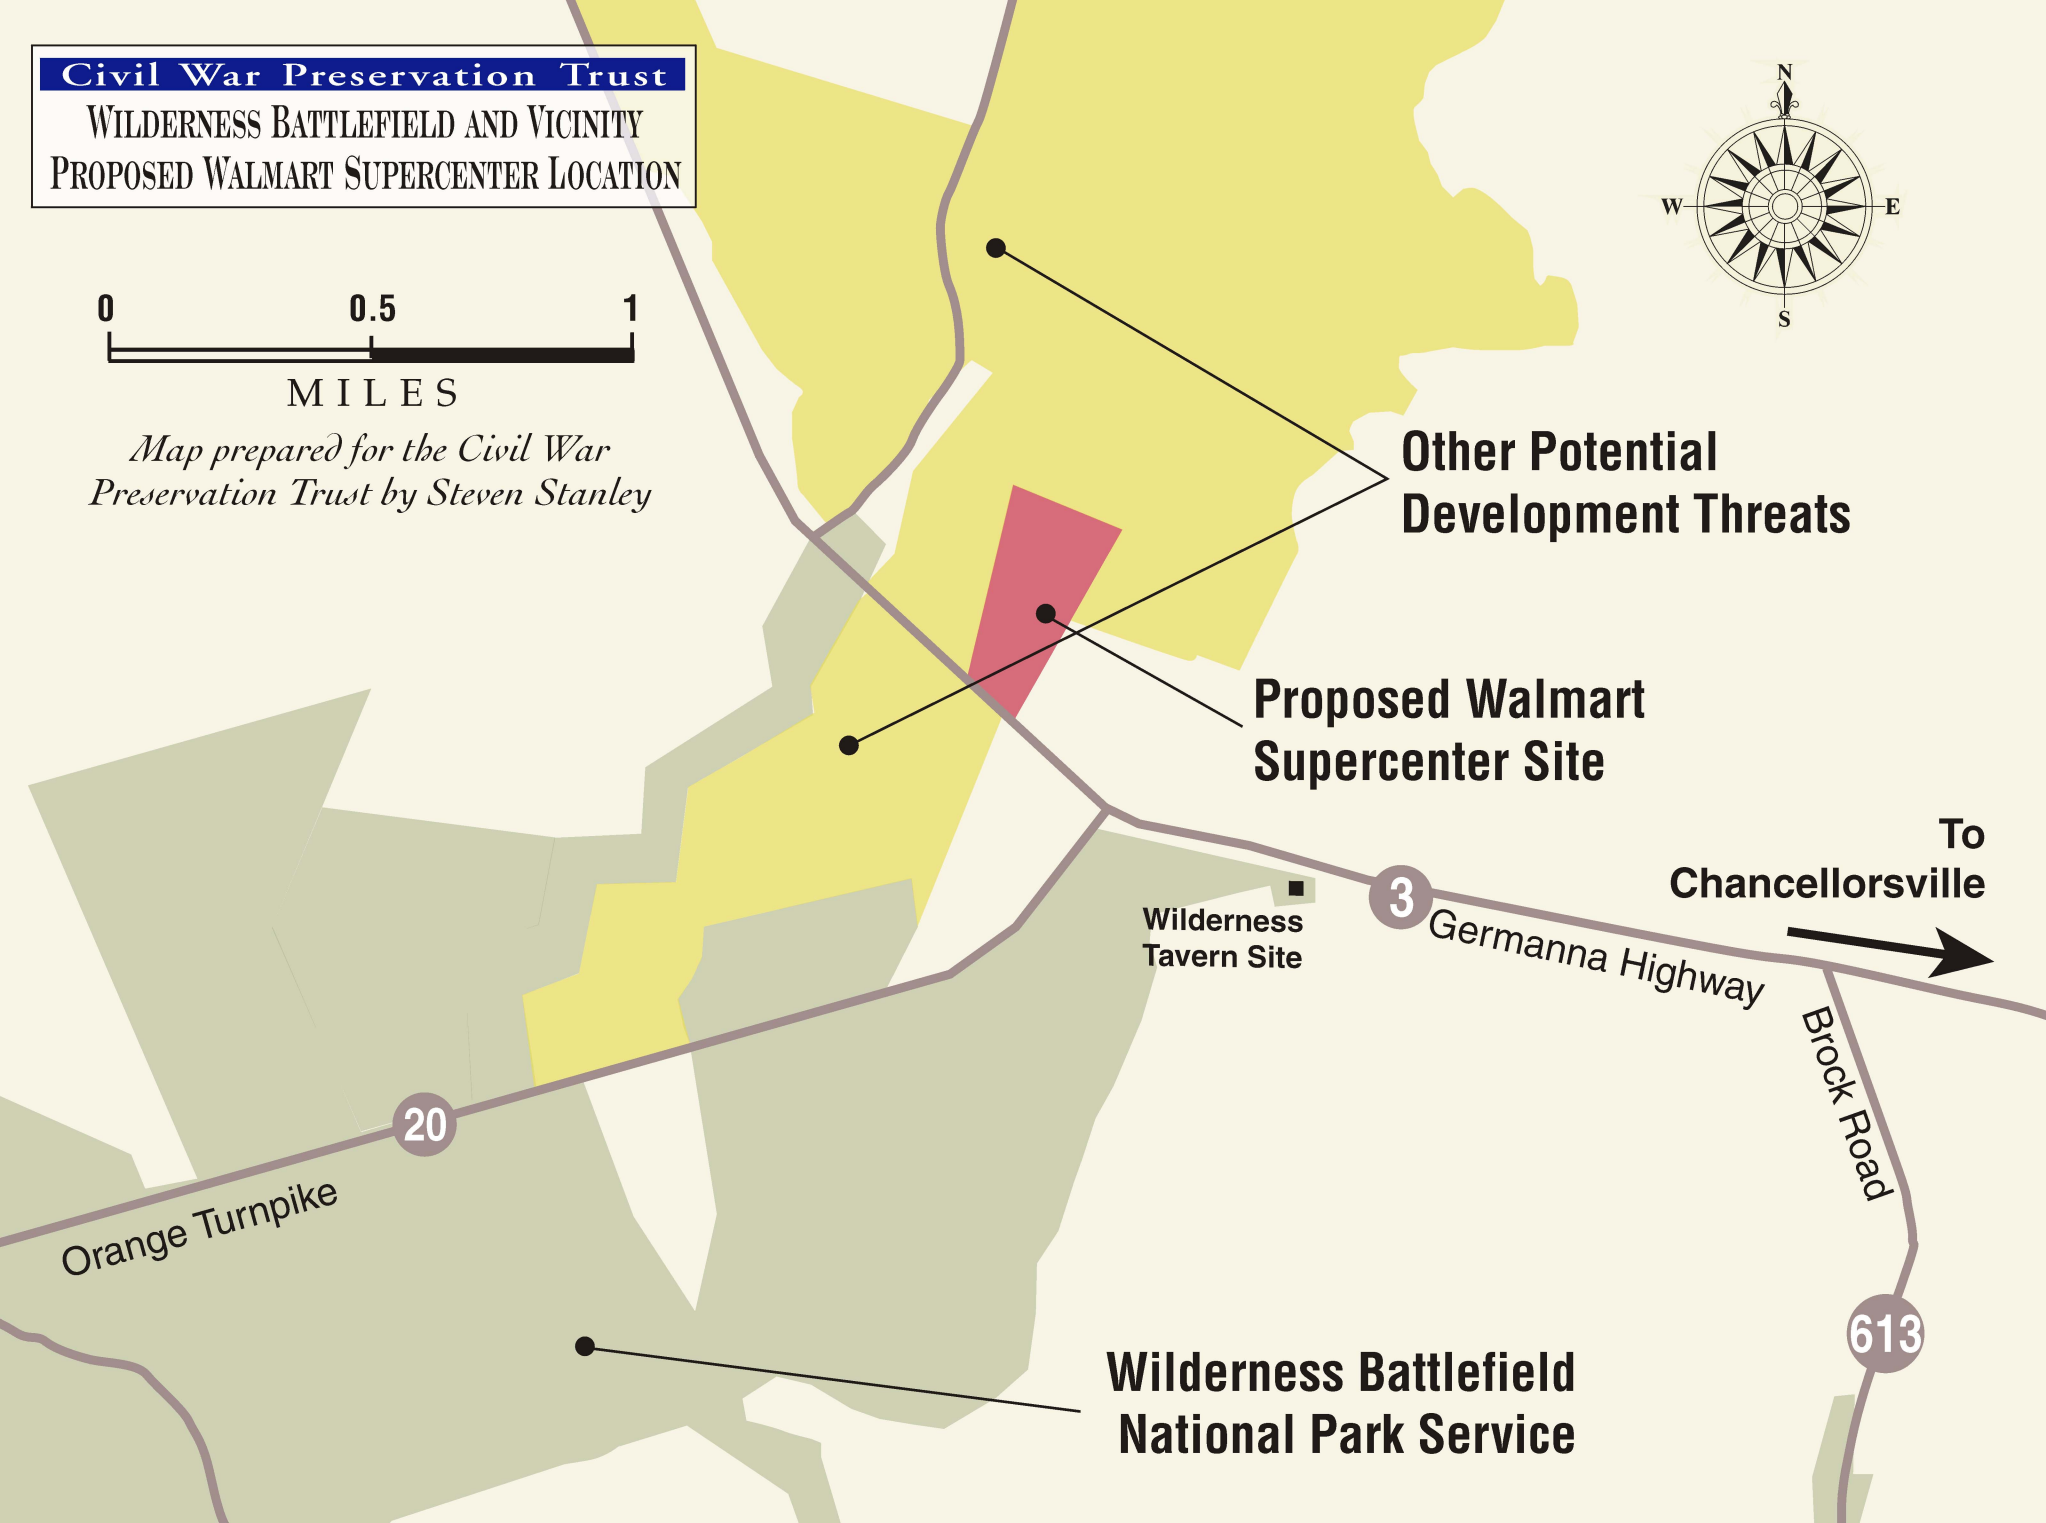 Civil War Preservation Trust
Wilderness Battlefield and Vicinity
Proposed Walmart Supercenter Location
N
W
E
S
0
0.5
1
MILES
Map prepared for the Civil War
Preservation Trust by Steven Stanley
Other Potential
Development Threats
Proposed Walmart
Supercenter Site
To
Chancellorsville
3
Germanna Highway
Wilderness
Tavern Site
Brock Road
20
Orange Turnpike
613
Wilderness Battlefield
National Park Service